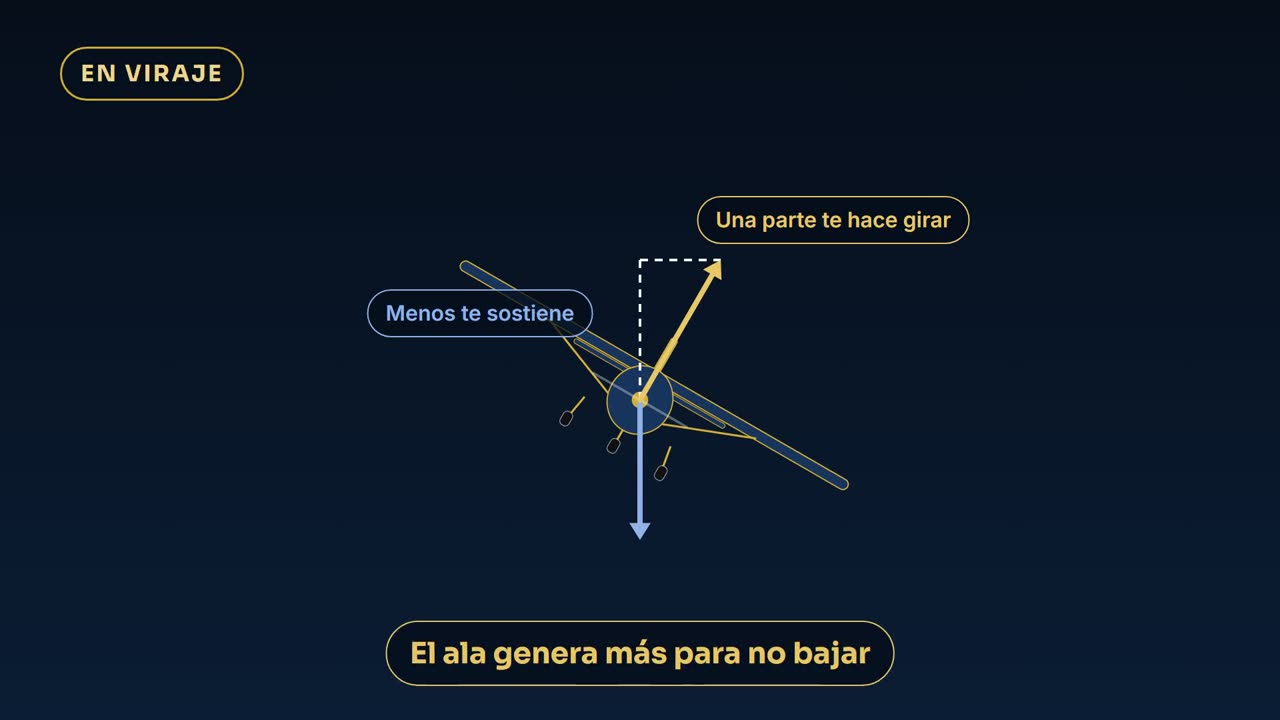 EN VIRAJE
Una parte te hace girar
Menos te sostiene
El ala genera más para no bajar